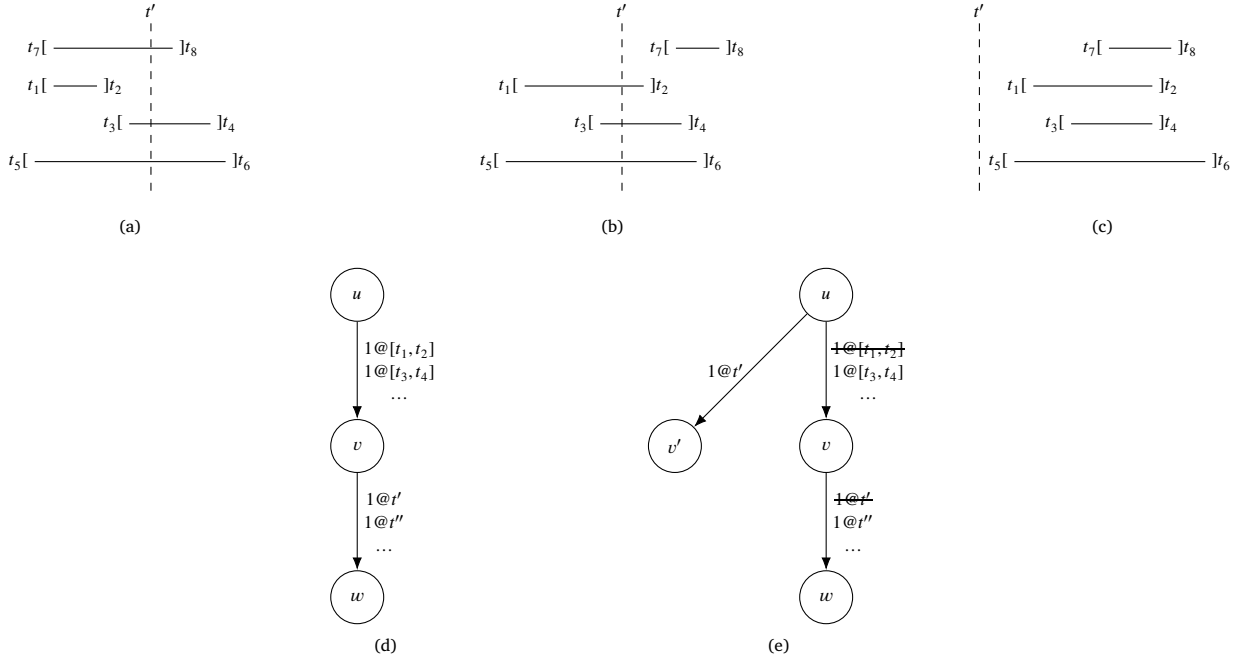 t′
t₇[ ]t₈
t₁[ ]t₂
t₃[ ]t₄
t₅[ ]t₆
(a)
t′
t₇[ ]t₈
t₁[ ]t₂
t₃[ ]t₄
t₅[ ]t₆
(b)
t′
t₇[ ]t₈
t₁[ ]t₂
t₃[ ]t₄
t₅[ ]t₆
(c)
u
1@[t₁, t₂]
1@[t₃, t₄]
…
v
1@t′
1@t″
…
w
(d)
u
1@t′
1@[t₁, t₂]
1@[t₃, t₄]
…
v′
v
1@t′
1@t″
…
w
(e)